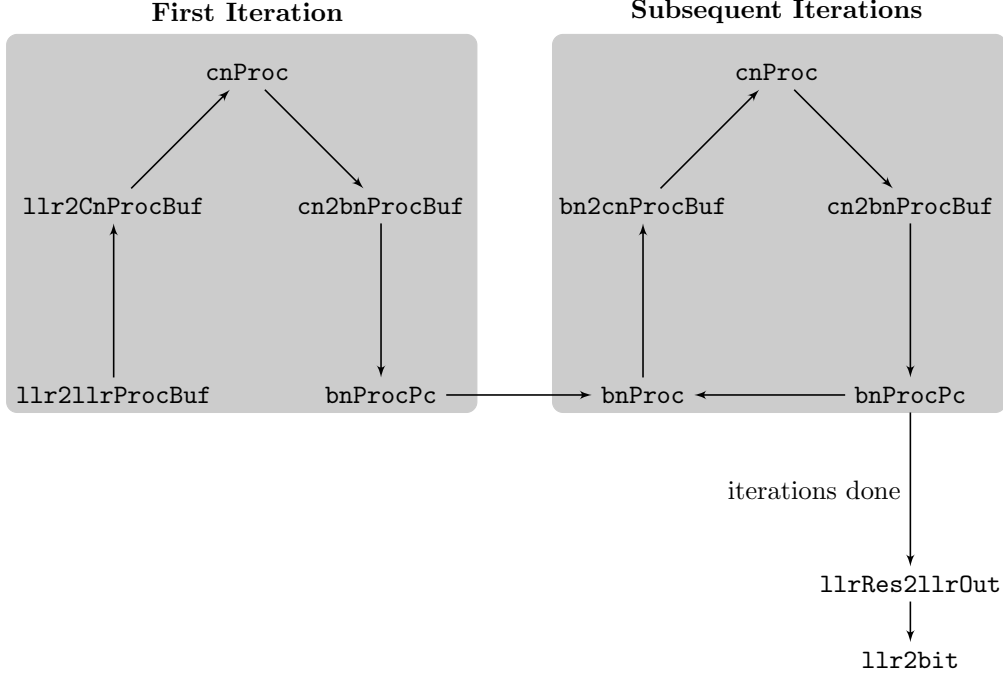 First Iteration
Subsequent Iterations
cnProc
cnProc
llr2CnProcBuf
cn2bnProcBuf
bn2cnProcBuf
cn2bnProcBuf
llr2llrProcBuf
bnProcPc
bnProc
bnProcPc
iterations done
llrRes2llrOut
llr2bit